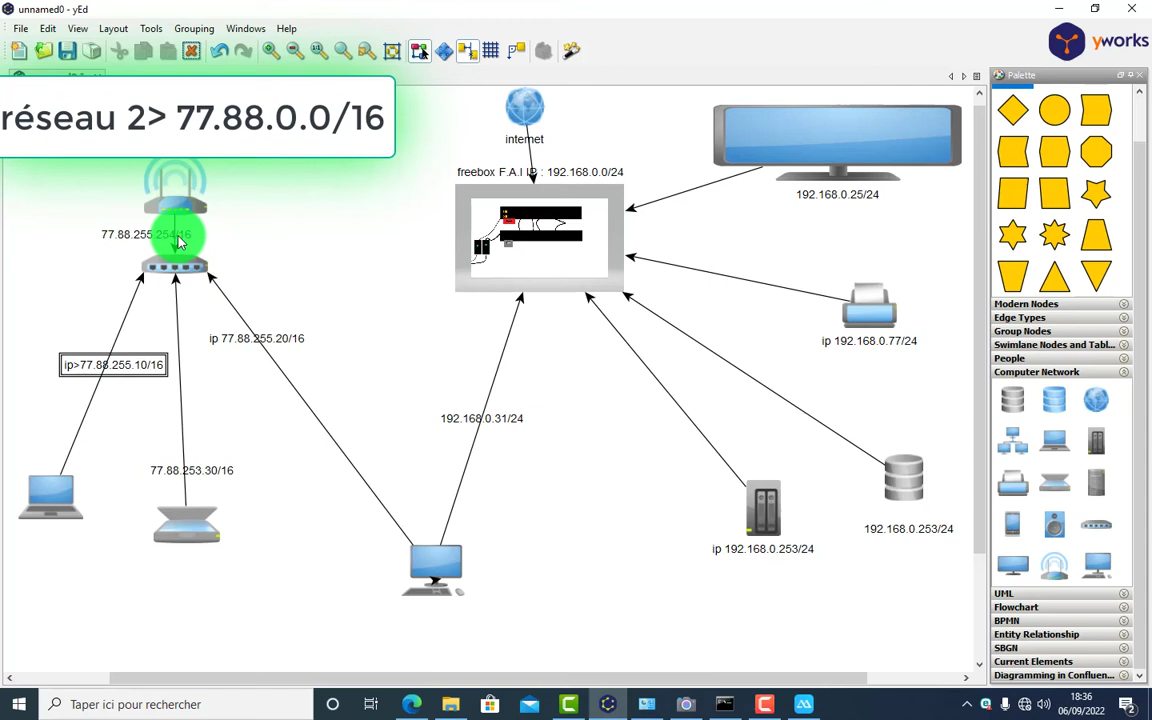 unnamed0 - yEd
File Edit View Layout Tools Grouping Windows Help
yworks
réseau 2> 77.88.0.0/16
Palette
internet
freebox F.A.I IP : 192.168.0.0/24
192.168.0.25/24
77.88.255.254/16
ip 77.88.255.20/16
ip>77.88.255.10/16
ip 192.168.0.77/24
192.168.0.31/24
77.88.253.30/16
192.168.0.253/24
ip 192.168.0.253/24
Modern Nodes
Edge Types
Group Nodes
Swimlane Nodes and Tabl...
People
Computer Network
UML
Flowchart
BPMN
Entity Relationship
SBGN
Current Elements
Diagramming in Confluen...
Taper ici pour rechercher
18:36
06/09/2022
2